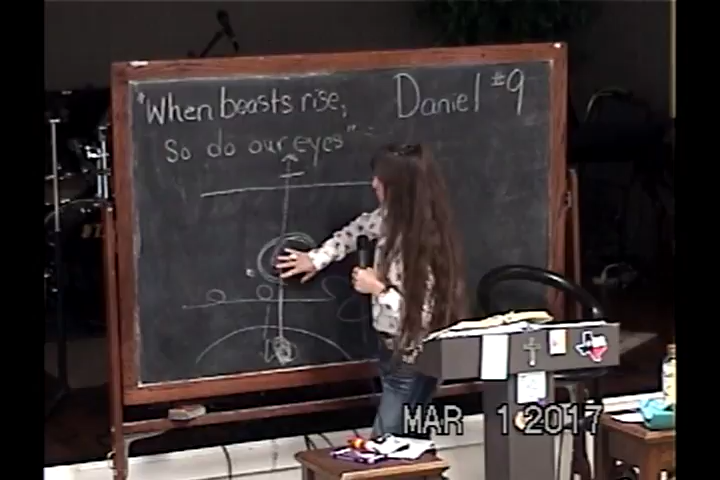 "When beasts rise,
So do our eyes"
Daniel #9
MAR 1 2017